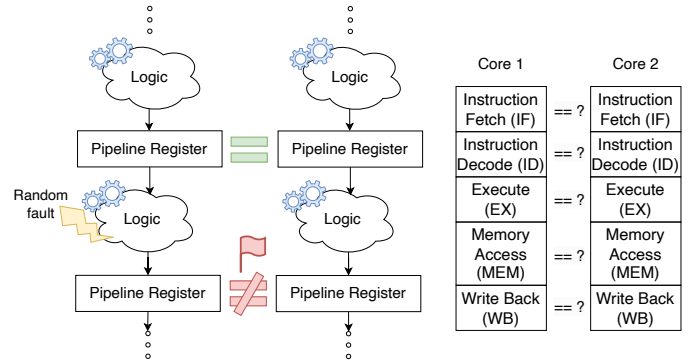 Logic
Logic
Pipeline Register
Pipeline Register
Random
fault
Logic
Logic
Pipeline Register
Pipeline Register
Core 1
Core 2
Instruction
Fetch (IF)
== ?
Instruction
Fetch (IF)
Instruction
Decode (ID)
== ?
Instruction
Decode (ID)
Execute
(EX)
== ?
Execute
(EX)
Memory
Access
(MEM)
== ?
Memory
Access
(MEM)
Write Back
(WB)
== ?
Write Back
(WB)